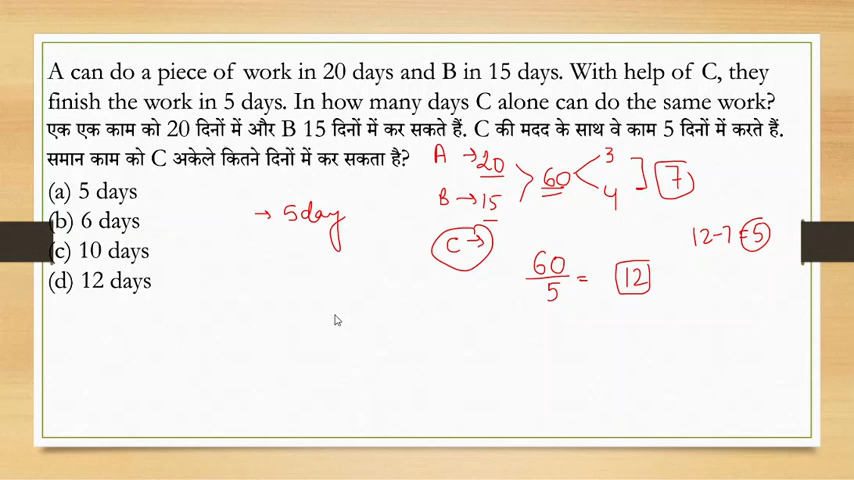 A can do a piece of work in 20 days and B in 15 days. With help of C, they
finish the work in 5 days. In how many days C alone can do the same work?
एक एक काम को 20 दिनों में और B 15 दिनों में कर सकते हैं. C की मदद के साथ वे काम 5 दिनों में करते हैं.
समान काम को C अकेले कितने दिनों में कर सकता है?
(a) 5 days
(b) 6 days
(c) 10 days
(d) 12 days
→ 5day
A → 20
B → 15
C →
60
3
4
7
60/5 = 12
12-7 = 5